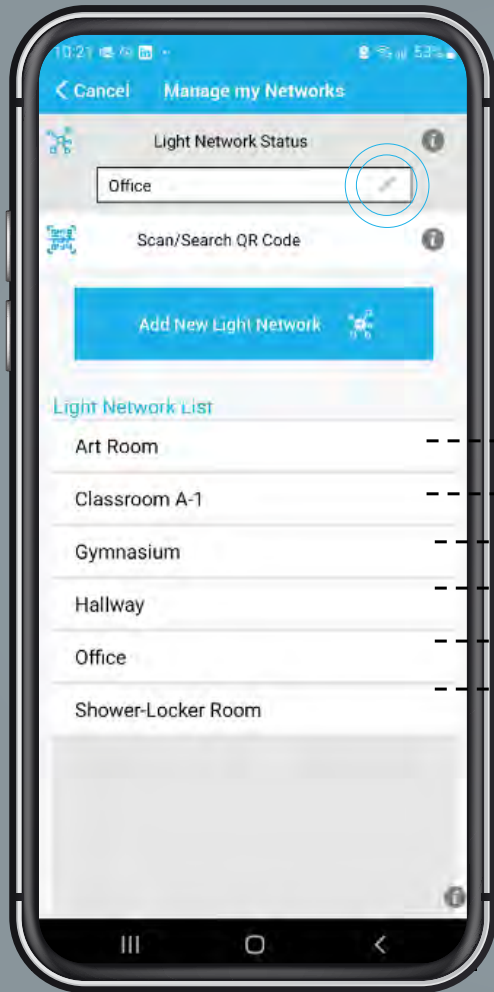 10:21
53%
Cancel Manage my Networks
Light Network Status
Office
Scan/Search QR Code
Add New Light Network
Light Network List
Art Room
Classroom A-1
Gymnasium
Hallway
Office
Shower-Locker Room